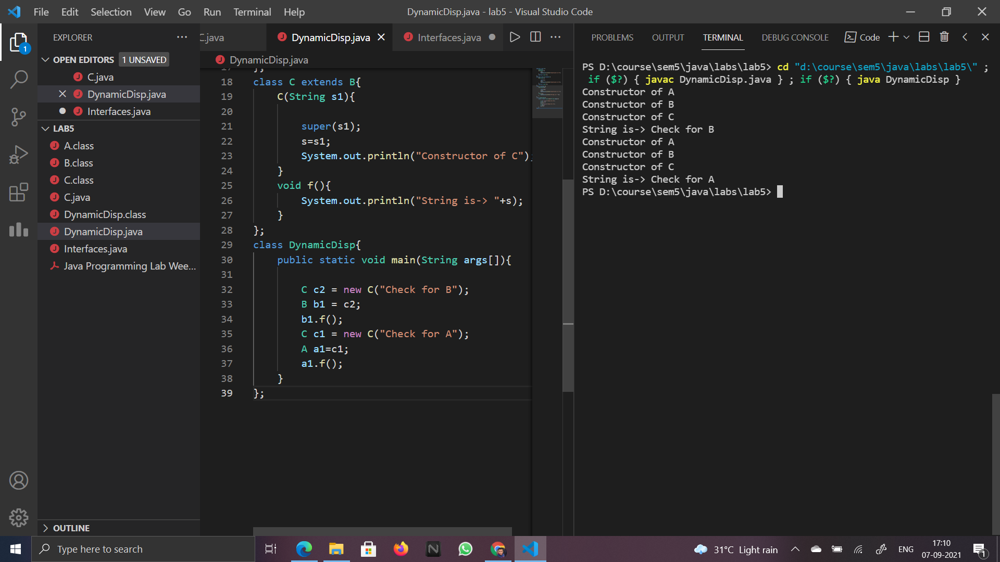 File Edit Selection View Go Run Terminal Help
DynamicDisp.java - lab5 - Visual Studio Code
EXPLORER
OPEN EDITORS 1 UNSAVED
C.java
DynamicDisp.java
Interfaces.java
LAB5
A.class
B.class
C.class
C.java
DynamicDisp.class
DynamicDisp.java
Interfaces.java
Java Programming Lab Wee...
OUTLINE
1
C.java DynamicDisp.java Interfaces.java
DynamicDisp.java
17 };
18 class C extends B{
19 C(String s1){
20
21 super(s1);
22 s=s1;
23 System.out.println("Constructor of C");
24 }
25 void f(){
26 System.out.println("String is-> "+s);
27 }
28 };
29 class DynamicDisp{
30 public static void main(String args[]){
31
32 C c2 = new C("Check for B");
33 B b1 = c2;
34 b1.f();
35 C c1 = new C("Check for A");
36 A a1=c1;
37 a1.f();
38 }
39 };
PROBLEMS OUTPUT TERMINAL DEBUG CONSOLE Code
PS D:\course\sem5\java\labs\lab5> cd "d:\course\sem5\java\labs\lab5\" ;
if ($?) { javac DynamicDisp.java } ; if ($?) { java DynamicDisp }
Constructor of A
Constructor of B
Constructor of C
String is-> Check for B
Constructor of A
Constructor of B
Constructor of C
String is-> Check for A
PS D:\course\sem5\java\labs\lab5>
Type here to search
N
31°C Light rain
ENG
17:10
07-09-2021
1